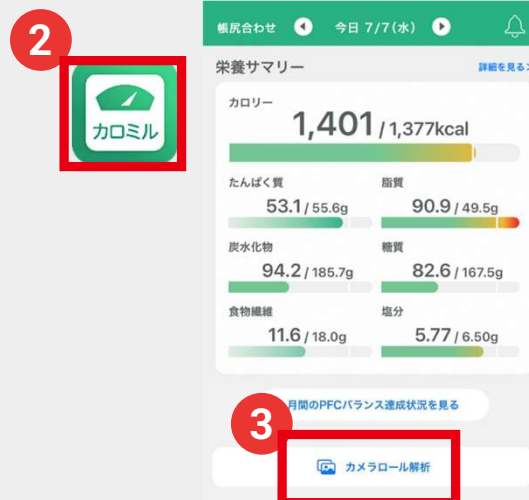 2
カロミル
帳尻合わせ 今日 7/7(水)
栄養サマリー 詳細を見る
カロリー
1,401 / 1,377kcal
たんぱく質 脂質
53.1 / 55.6g 90.9 / 49.5g
炭水化物 糖質
94.2 / 185.7g 82.6 / 167.5g
食物繊維 塩分
11.6 / 18.0g 5.77 / 6.50g
月間のPFCバランス達成状況を見る
3
カメラロール解析